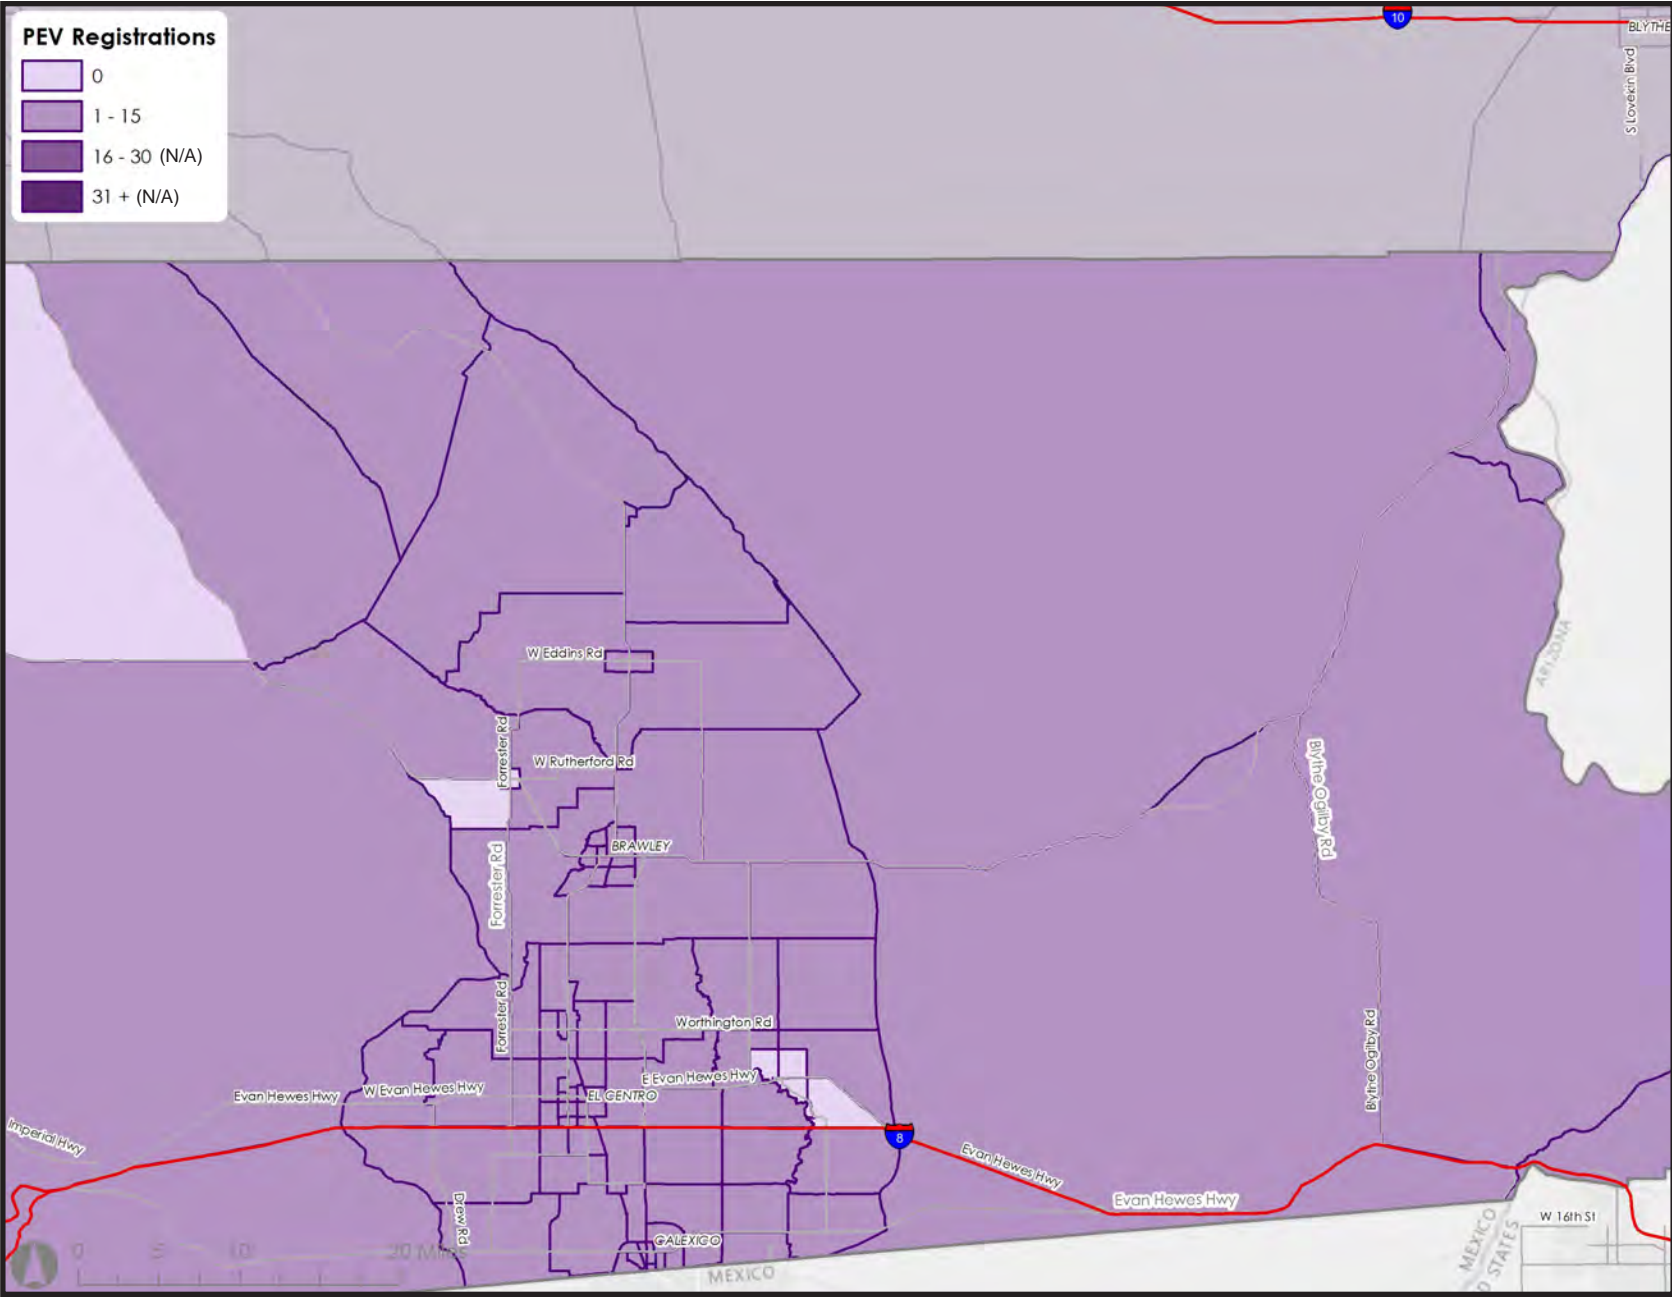 PEV Registrations
0
1 - 15
16 - 30 (N/A)
31 + (N/A)
10
BLYTHE
S Lovekin Blvd
ARIZONA
W Eddins Rd
Forrester Rd
W Rutherford Rd
Blythe Ogilby Rd
BRAWLEY
Forrester Rd
Forrester Rd
Worthington Rd
Blythe Ogilby Rd
E Evan Hewes Hwy
W Evan Hewes Hwy
Evan Hewes Hwy
EL CENTRO
Imperial Hwy
8
Evan Hewes Hwy
Evan Hewes Hwy
Drew Rd
W 16th St
CALEXICO
0 5 10 20 Miles
MEXICO
MEXICO
STATES